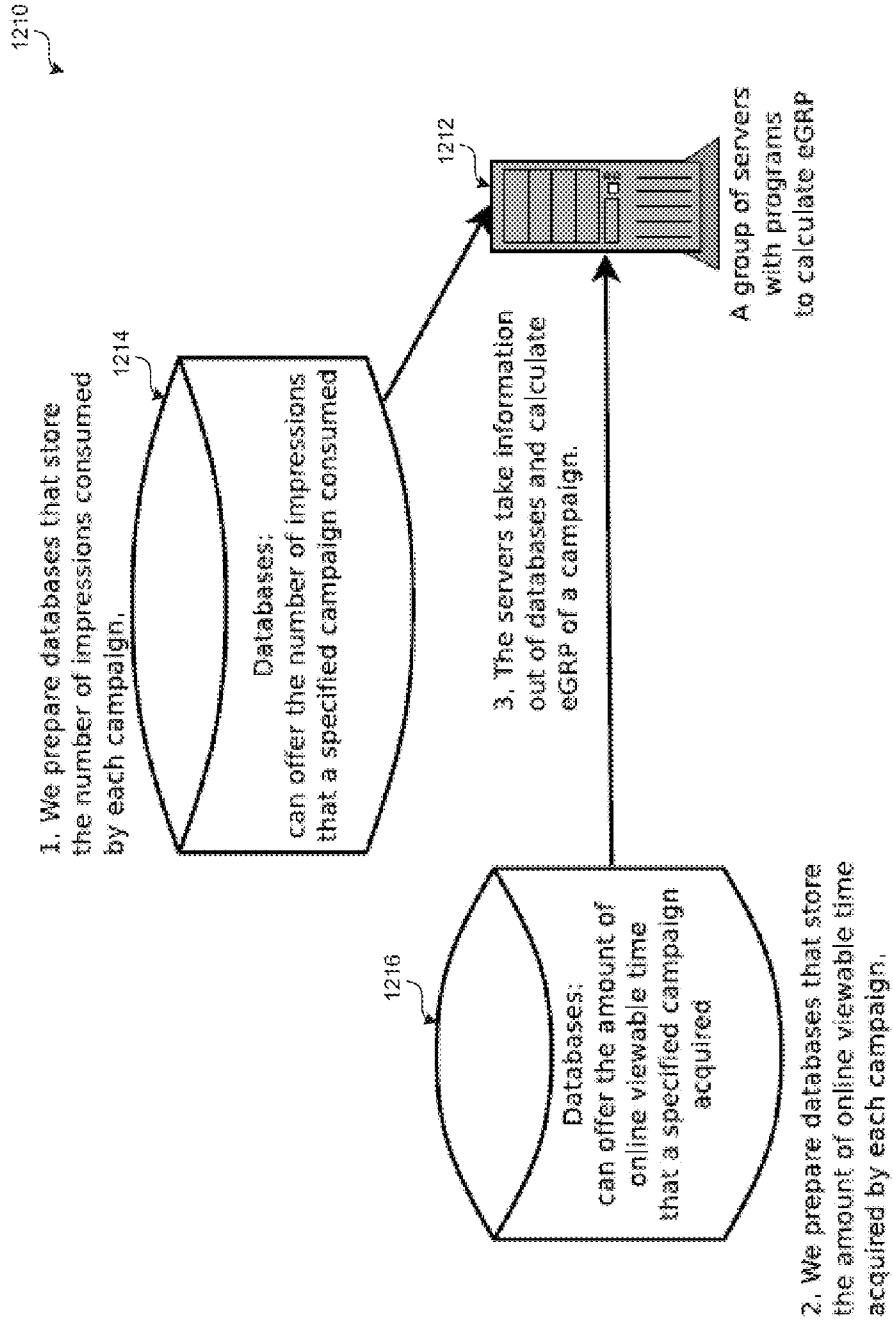 1210
1. We prepare databases that store
the number of impressions consumed
by each campaign.
1214
Databases:
can offer the number of impressions
that a specified campaign consumed
1212
A group of servers
with programs
to calculate eGRP
3. The servers take information
out of databases and calculate
eGRP of a campaign.
1216
Databases:
can offer the amount of
online viewable time
that a specified campaign
acquired
2. We prepare databases that store
the amount of online viewable time
acquired by each campaign.